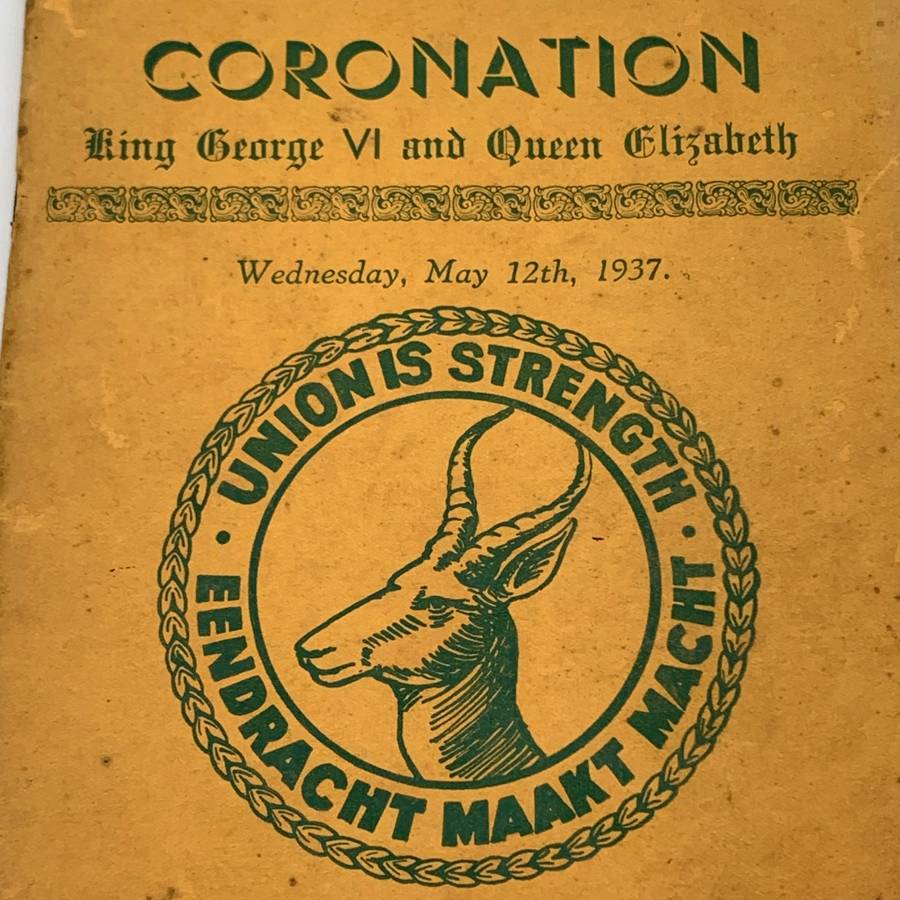 CORONATION
King George VI and Queen Elizabeth
Wednesday, May 12th, 1937.
UNION IS STRENGTH
• EENDRACHT MAAKT MACHT •